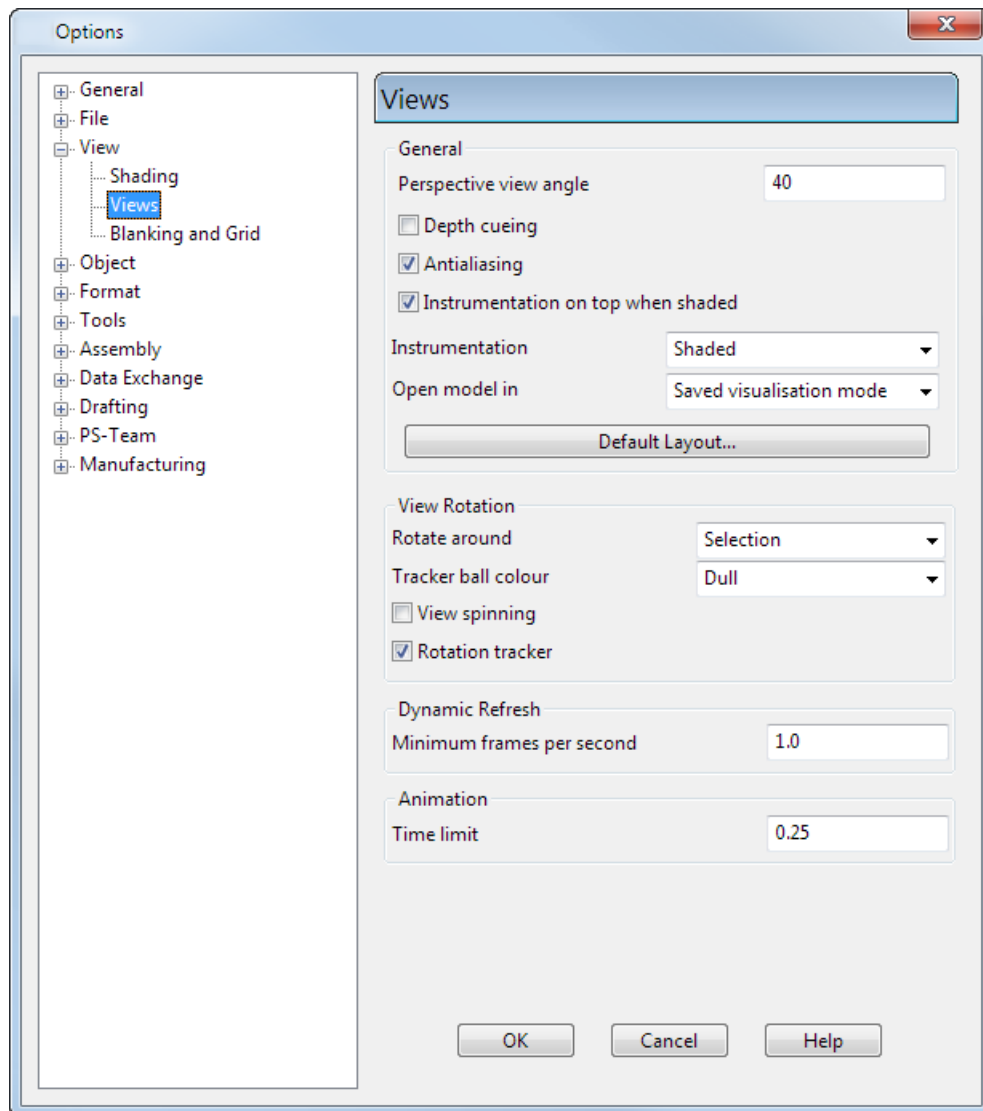 Options
General
File
View
Shading
Views
Blanking and Grid
Object
Format
Tools
Assembly
Data Exchange
Drafting
PS-Team
Manufacturing
Views
General
Perspective view angle 40
Depth cueing
Antialiasing
Instrumentation on top when shaded
Instrumentation Shaded
Open model in Saved visualisation mode
Default Layout...
View Rotation
Rotate around Selection
Tracker ball colour Dull
View spinning
Rotation tracker
Dynamic Refresh
Minimum frames per second 1.0
Animation
Time limit 0.25
OK Cancel Help